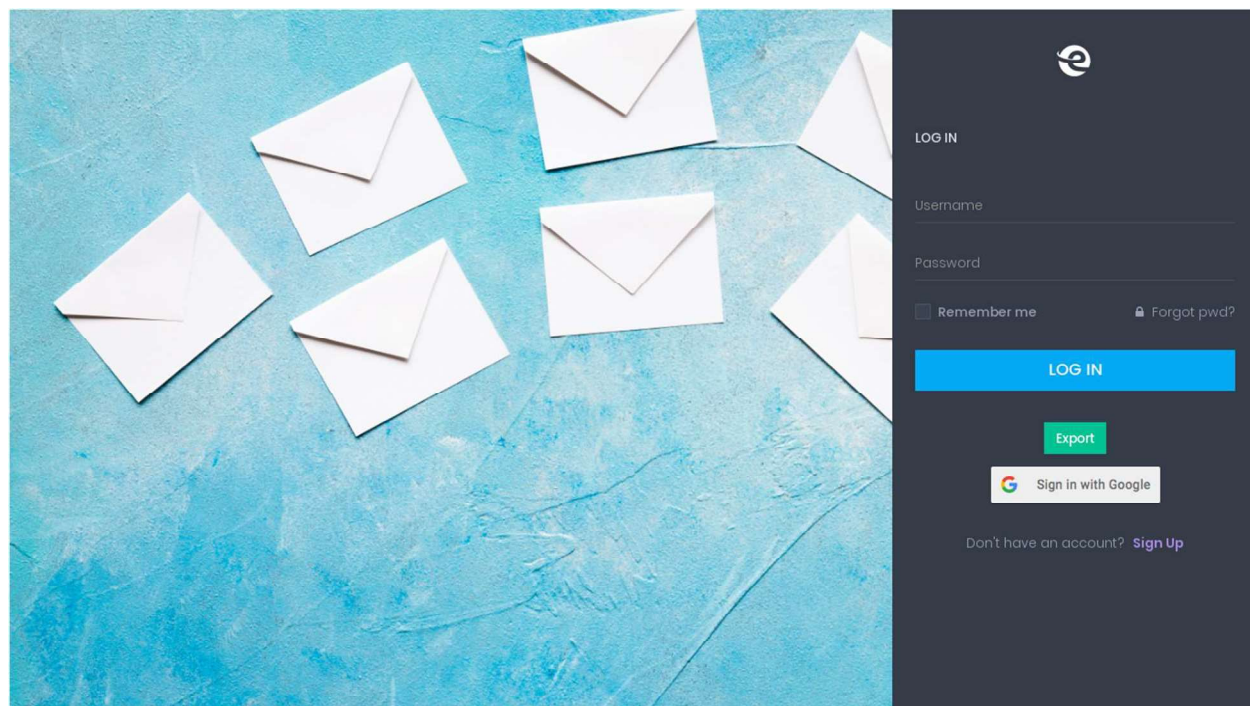 LOG IN
Username
Password
Remember me Forgot pwd?
LOG IN
Export
Sign in with Google
Don't have an account? Sign Up